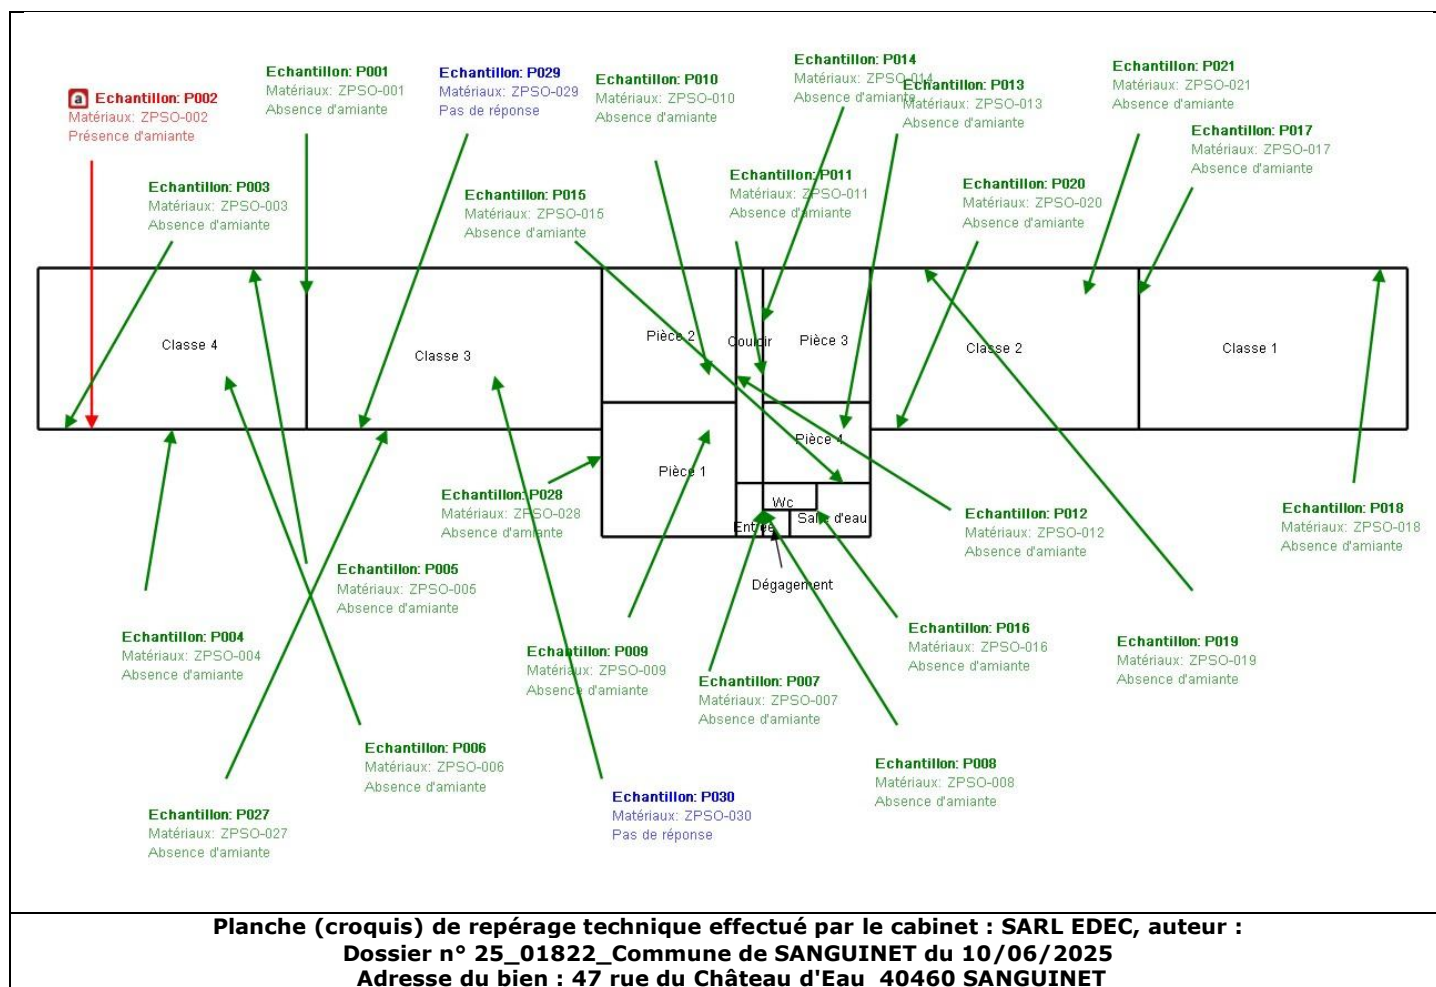 Echantillon: P001
Matériaux: ZPSO-001
Absence d'amiante
Echantillon: P029
Matériaux: ZPSO-029
Pas de réponse
Echantillon: P010
Matériaux: ZPSO-010
Absence d'amiante
Echantillon: P014
Matériaux: ZPSO-014
Absence d'amiante
Echantillon: P013
Matériaux: ZPSO-013
Absence d'amiante
Echantillon: P021
Matériaux: ZPSO-021
Absence d'amiante
a Echantillon: P002
Matériaux: ZPSO-002
Présence d'amiante
Echantillon: P017
Matériaux: ZPSO-017
Absence d'amiante
Echantillon: P003
Matériaux: ZPSO-003
Absence d'amiante
Echantillon: P015
Matériaux: ZPSO-015
Absence d'amiante
Echantillon: P011
Matériaux: ZPSO-011
Absence d'amiante
Echantillon: P020
Matériaux: ZPSO-020
Absence d'amiante
Classe 4
Classe 3
Pièce 2
Couloir
Pièce 3
Classe 2
Classe 1
Pièce 4
Pièce 1
Wc
Entrée
Salle d'eau
Dégagement
Echantillon: P028
Matériaux: ZPSO-028
Absence d'amiante
Echantillon: P012
Matériaux: ZPSO-012
Absence d'amiante
Echantillon: P018
Matériaux: ZPSO-018
Absence d'amiante
Echantillon: P005
Matériaux: ZPSO-005
Absence d'amiante
Echantillon: P004
Matériaux: ZPSO-004
Absence d'amiante
Echantillon: P009
Matériaux: ZPSO-009
Absence d'amiante
Echantillon: P007
Matériaux: ZPSO-007
Absence d'amiante
Echantillon: P016
Matériaux: ZPSO-016
Absence d'amiante
Echantillon: P019
Matériaux: ZPSO-019
Absence d'amiante
Echantillon: P006
Matériaux: ZPSO-006
Absence d'amiante
Echantillon: P008
Matériaux: ZPSO-008
Absence d'amiante
Echantillon: P027
Matériaux: ZPSO-027
Absence d'amiante
Echantillon: P030
Matériaux: ZPSO-030
Pas de réponse
Planche (croquis) de repérage technique effectué par le cabinet : SARL EDEC, auteur :
Dossier n° 25_01822_Commune de SANGUINET du 10/06/2025
Adresse du bien : 47 rue du Château d'Eau 40460 SANGUINET